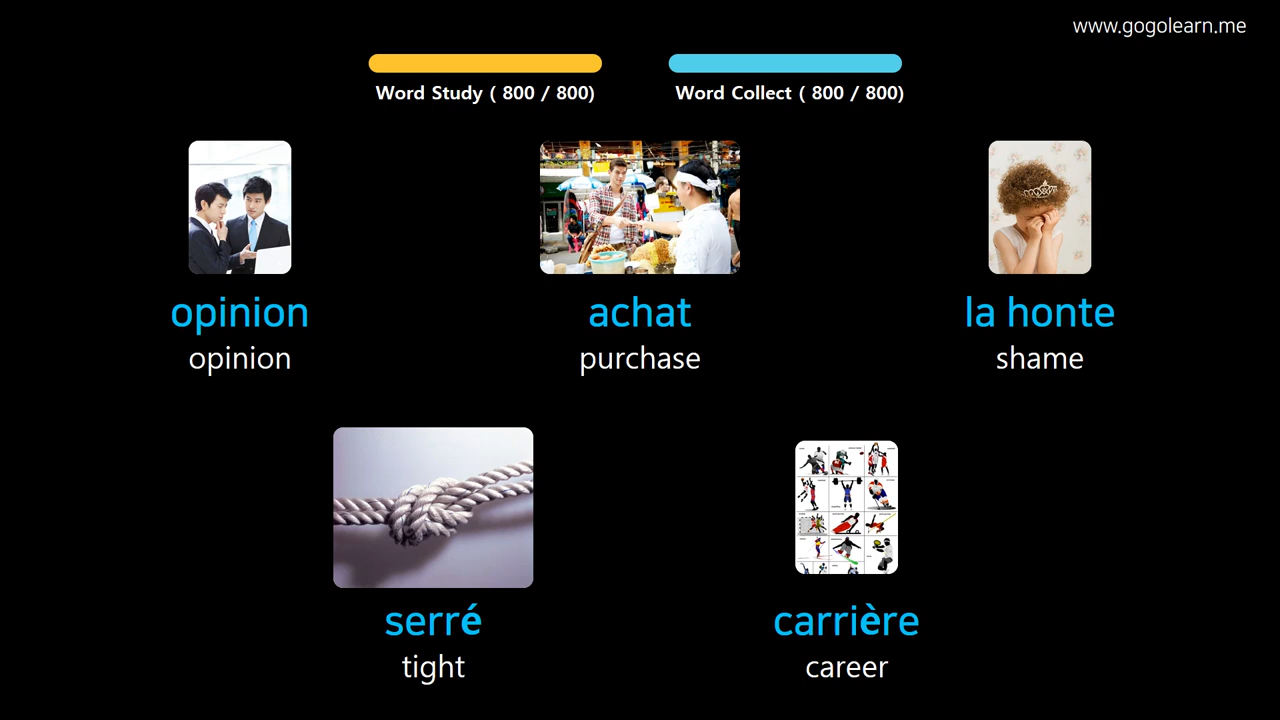 www.gogolearn.me
Word Study ( 800 / 800)
Word Collect ( 800 / 800)
opinion
opinion
achat
purchase
la honte
shame
serré
tight
carrière
career